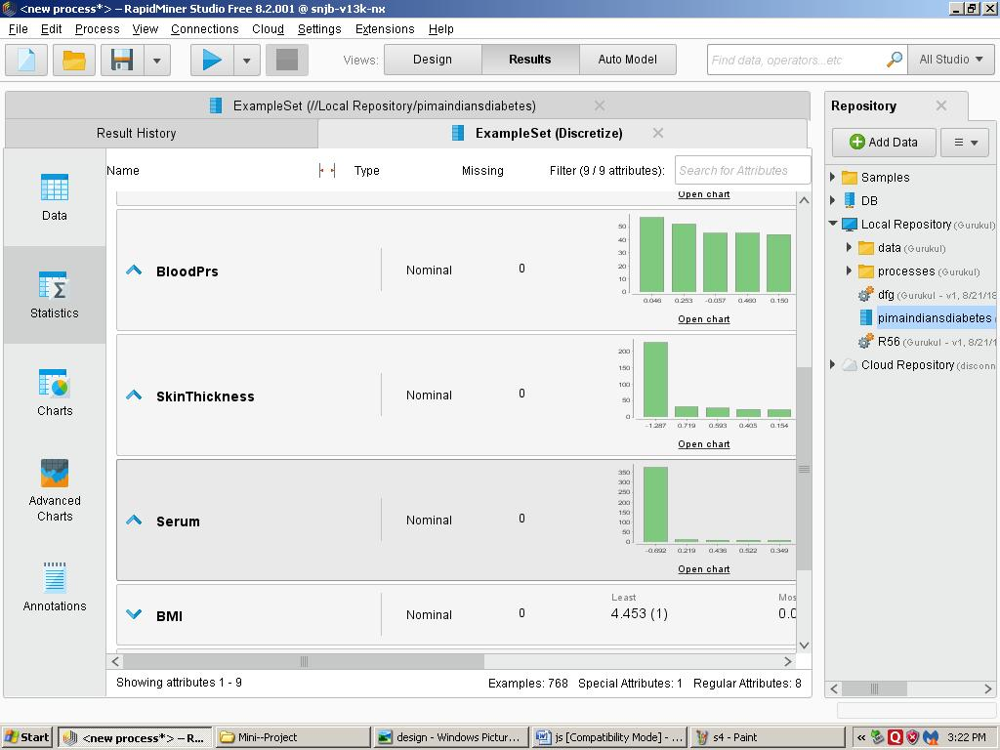 <new process*> – RapidMiner Studio Free 8.2.001 @ snjb-v13k-nx
File Edit Process View Connections Cloud Settings Extensions Help
Views: Design Results Auto Model Find data, operators...etc All Studio
ExampleSet (//Local Repository/pimaindiansdiabetes)
Result History ExampleSet (Discretize)
Name Type Missing Filter (9 / 9 attributes): Search for Attributes
Open chart
Data
Statistics
Charts
Advanced
Charts
Annotations
BloodPrs Nominal 0
50
40
30
20
10
0
0.046 0.253 -0.057 0.460 0.150
Open chart
SkinThickness Nominal 0
200
150
100
50
0
-1.287 0.719 0.593 0.405 0.154
Open chart
Serum Nominal 0
350
300
250
200
150
100
50
0
-0.692 0.219 0.436 0.522 0.349
Open chart
BMI Nominal 0
Least
4.453 (1)
Mos
0.0
Showing attributes 1 - 9 Examples: 768 Special Attributes: 1 Regular Attributes: 8
Repository
Add Data
Samples
DB
Local Repository (Gurukul)
data (Gurukul)
processes (Gurukul)
dfg (Gurukul – v1, 8/21/18
pimaindiansdiabetes
R56 (Gurukul – v1, 8/21/1
Cloud Repository (disconn
Start <new process*> – R... Mini--Project design - Windows Pictur... js [Compatibility Mode] - ... s4 - Paint « 3:22 PM